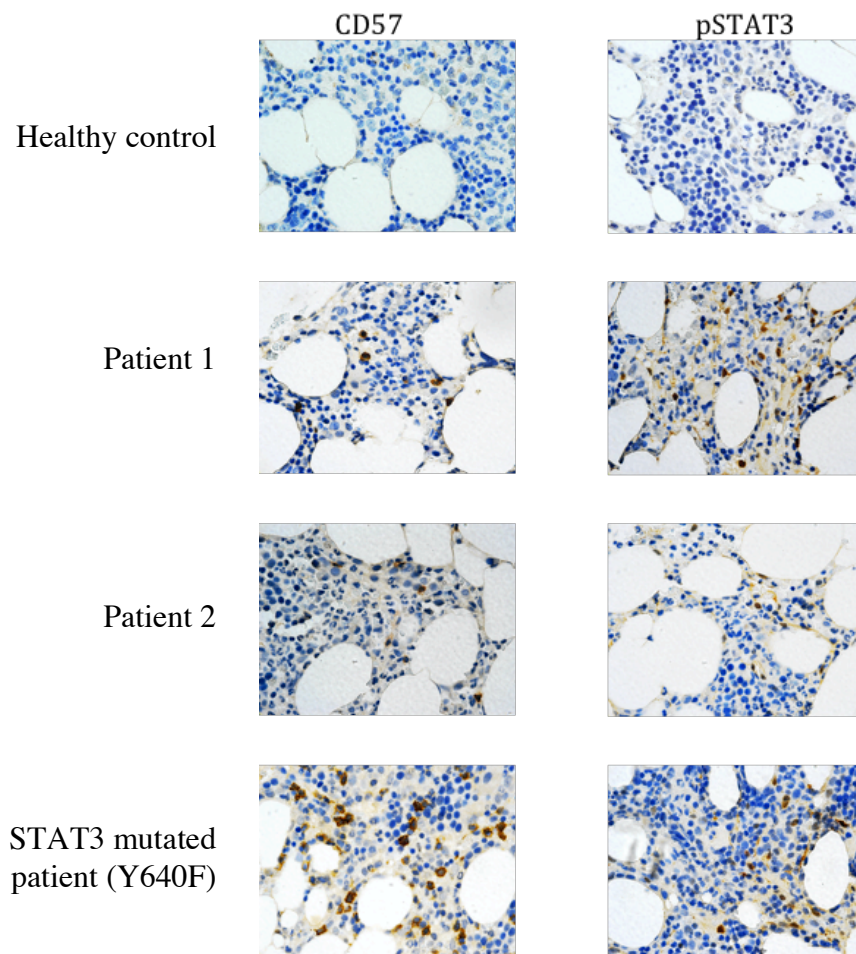 CD57
pSTAT3
Healthy control
Patient 1
Patient 2
STAT3 mutated
patient (Y640F)